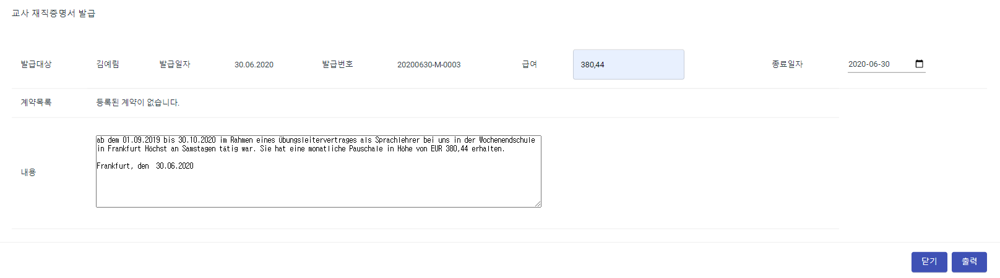 교사 재직증명서 발급
발급대상 김예림 발급일자 30.06.2020 발급번호 20200630-M-0003 급여 380,44 종료일자 2020-06-30
계약목록 등록된 계약이 없습니다.
내용
ab dem 01.09.2019 bis 30.10.2020 im Rahmen eines Übungsleitervertrages als Sprachlehrer bei uns in der Wochenendschule
in Frankfurt Höchst an Samstagen tätig war. Sie hat eine monatliche Pauschale in Höhe von EUR 380,44 erhalten.
Frankfurt, den  30.06.2020
닫기 출력